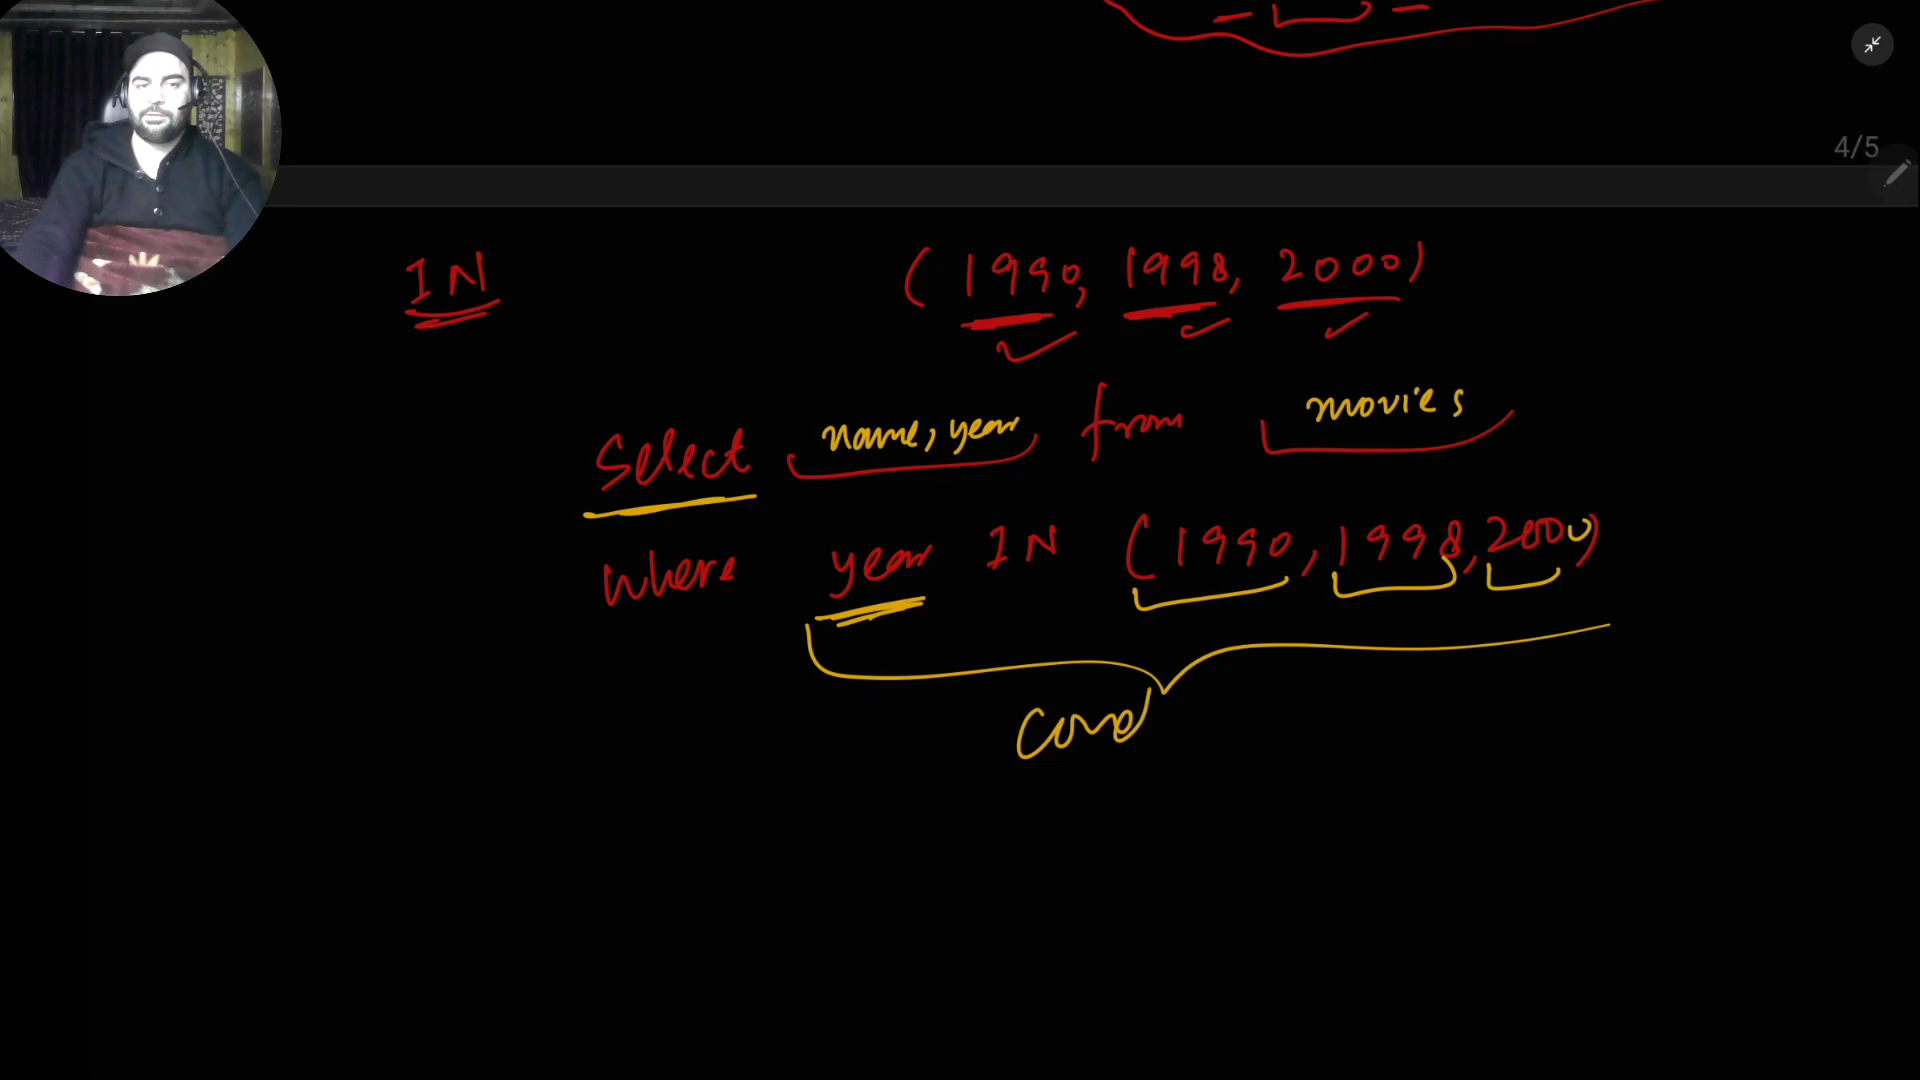 4/5
IN (1990, 1998, 2000)
Select name, year from movies
where year IN (1990, 1998, 2000)
Cond